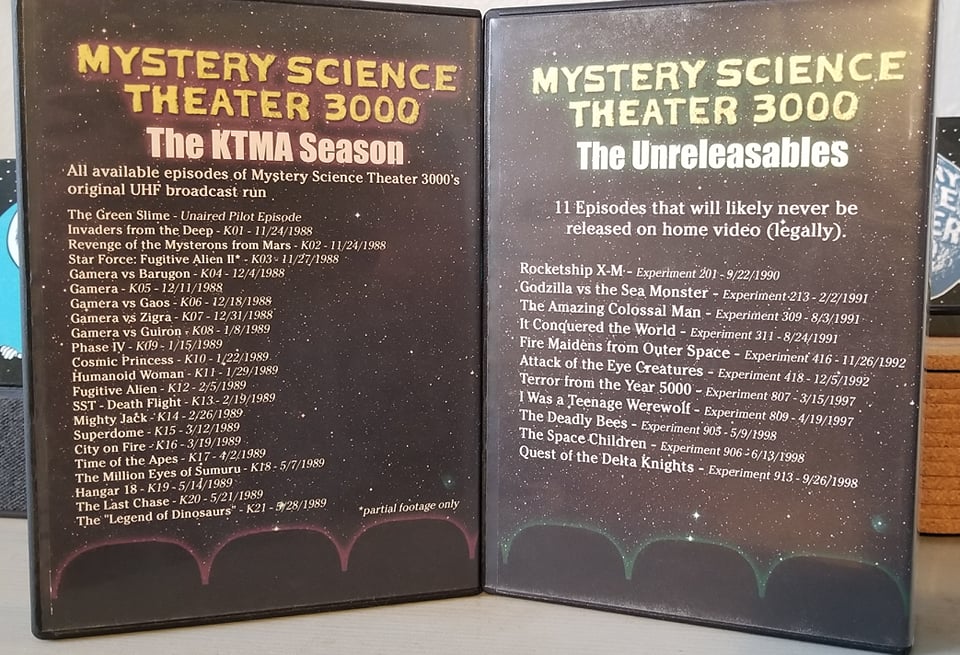 MYSTERY SCIENCE
THEATER 3000
The KTMA Season
All available episodes of Mystery Science Theater 3000's
original UHF broadcast run
The Green Slime - Unaired Pilot Episode
Invaders from the Deep - K01 - 11/24/1988
Revenge of the Mysterons from Mars - K02 - 11/24/1988
Star Force: Fugitive Alien II* - K03 - 11/27/1988
Gamera vs Barugon - K04 - 12/4/1988
Gamera - K05 - 12/11/1988
Gamera vs Gaos - K06 - 12/18/1988
Gamera vs Zigra - K07 - 12/31/1988
Gamera vs Guiron - K08 - 1/8/1989
Phase IV - K09 - 1/15/1989
Cosmic Princess - K10 - 1/22/1989
Humanoid Woman - K11 - 1/29/1989
Fugitive Alien - K12 - 2/5/1989
SST - Death Flight - K13 - 2/19/1989
Mighty Jack - K14 - 2/26/1989
Superdome - K15 - 3/12/1989
City on Fire - K16 - 3/19/1989
Time of the Apes - K17 - 4/2/1989
The Million Eyes of Sumuru - K18 - 5/7/1989
Hangar 18 - K19 - 5/14/1989
The Last Chase - K20 - 5/21/1989
The "Legend of Dinosaurs" - K21 - 5/28/1989
*partial footage only
MYSTERY SCIENCE
THEATER 3000
The Unreleasables
11 Episodes that will likely never be
released on home video (legally).
Rocketship X-M - Experiment 201 - 9/22/1990
Godzilla vs the Sea Monster - Experiment 213 - 2/2/1991
The Amazing Colossal Man - Experiment 309 - 8/3/1991
It Conquered the World - Experiment 311 - 8/24/1991
Fire Maidens from Outer Space - Experiment 416 - 11/26/1992
Attack of the Eye Creatures - Experiment 418 - 12/5/1992
Terror from the Year 5000 - Experiment 807 - 3/15/1997
I Was a Teenage Werewolf - Experiment 809 - 4/19/1997
The Deadly Bees - Experiment 905 - 5/9/1998
The Space Children - Experiment 906 - 6/13/1998
Quest of the Delta Knights - Experiment 913 - 9/26/1998